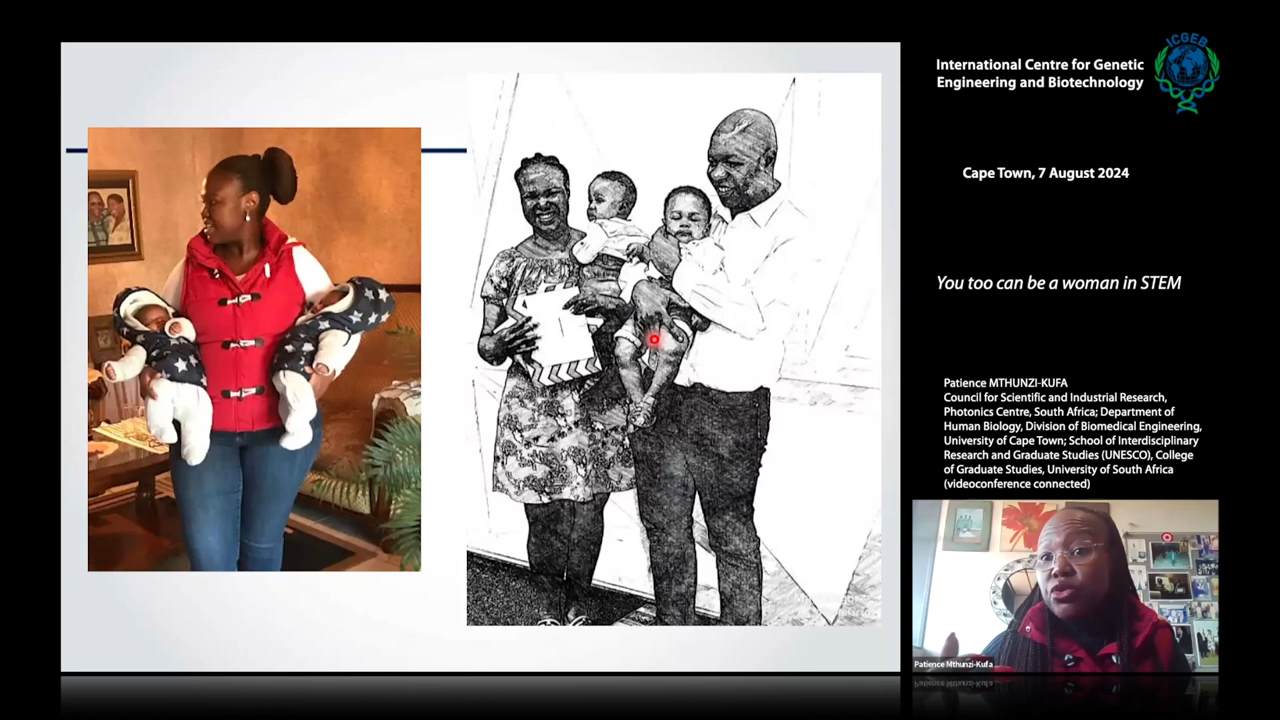 ICGEB
International Centre for Genetic
Engineering and Biotechnology
Cape Town, 7 August 2024
You too can be a woman in STEM
Patience MTHUNZI-KUFA
Council for Scientific and Industrial Research,
Photonics Centre, South Africa; Department of
Human Biology, Division of Biomedical Engineering,
University of Cape Town; School of Interdisciplinary
Research and Graduate Studies (UNESCO), College
of Graduate Studies, University of South Africa
(videoconference connected)
Patience Mthunzi-Kufa